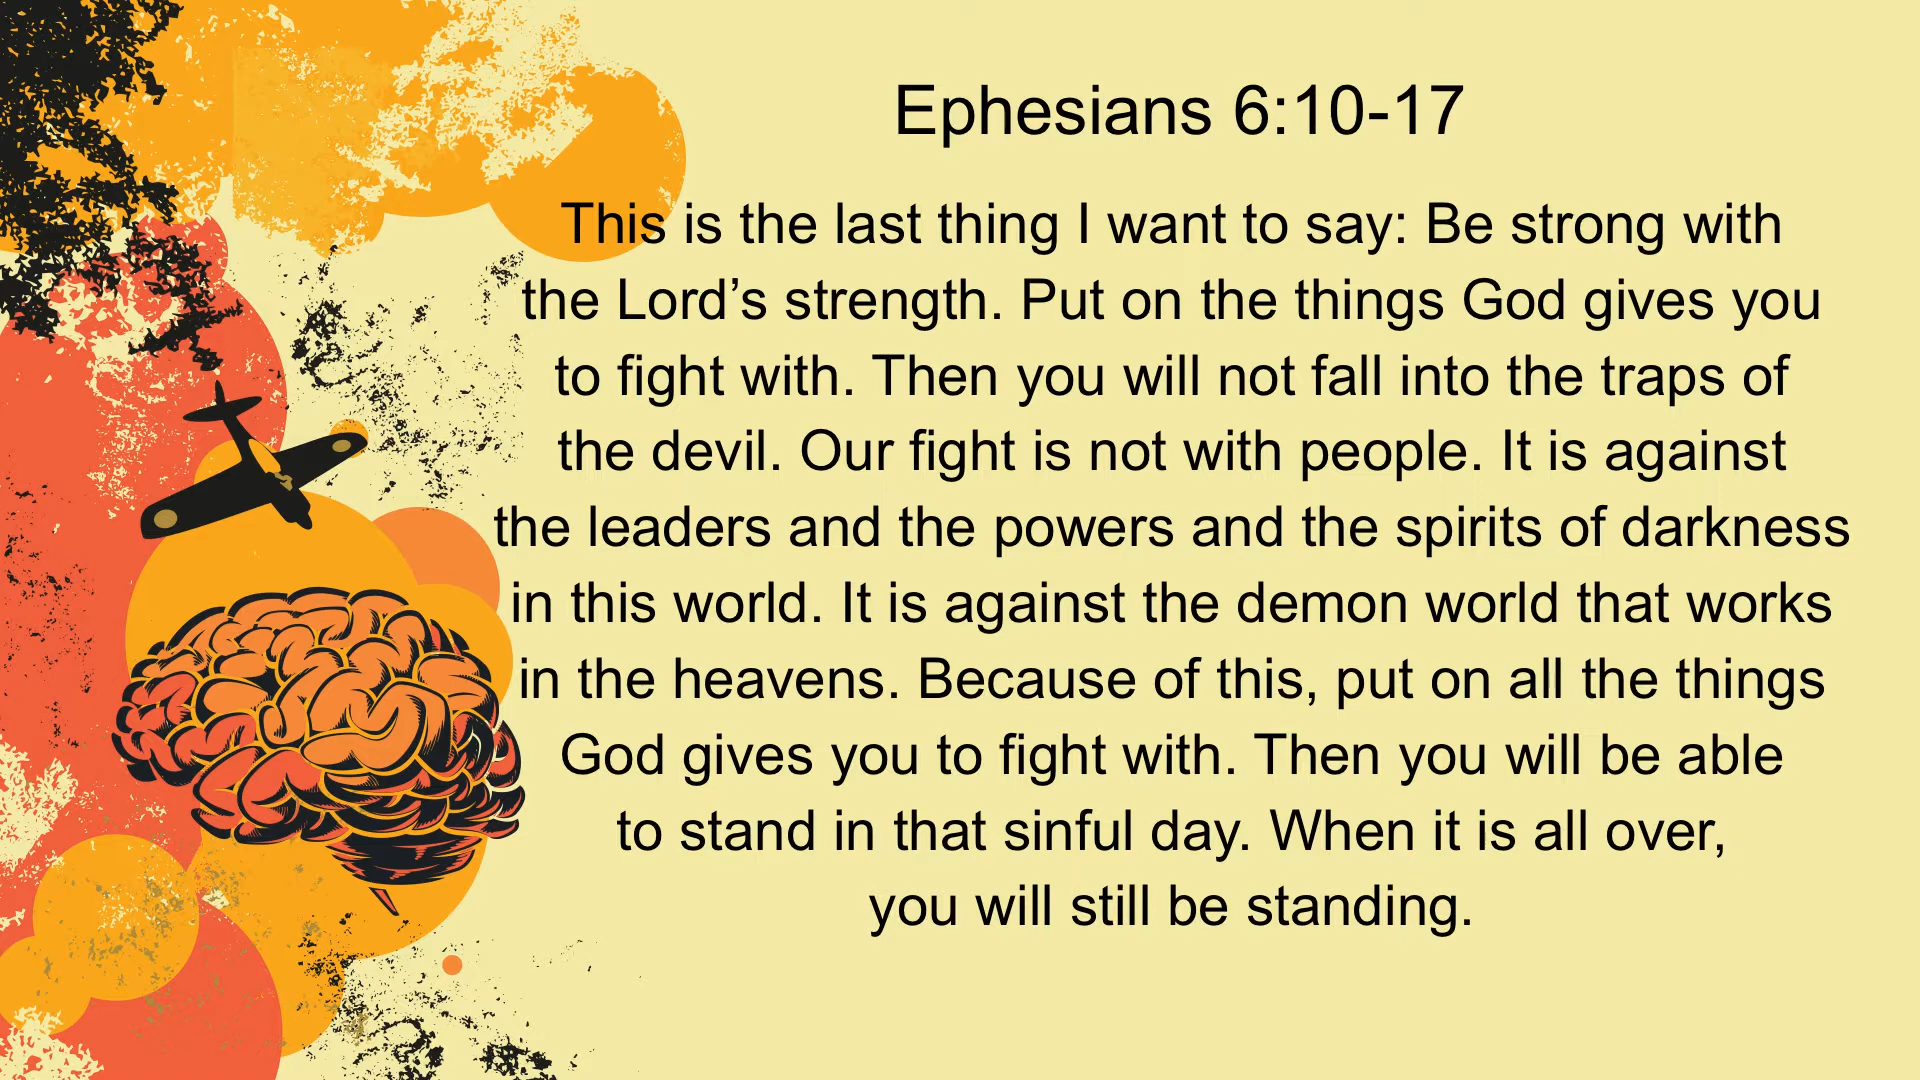 Ephesians 6:10-17
This is the last thing I want to say: Be strong with
the Lord’s strength. Put on the things God gives you
to fight with. Then you will not fall into the traps of
the devil. Our fight is not with people. It is against
the leaders and the powers and the spirits of darkness
in this world. It is against the demon world that works
in the heavens. Because of this, put on all the things
God gives you to fight with. Then you will be able
to stand in that sinful day. When it is all over,
you will still be standing.